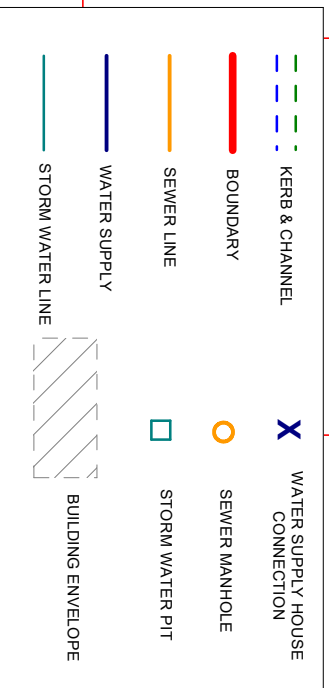 KERB & CHANNEL
BOUNDARY
SEWER LINE
WATER SUPPLY
STORM WATER LINE
X
WATER SUPPLY HOUSE
CONNECTION
SEWER MANHOLE
STORM WATER PIT
BUILDING ENVELOPE